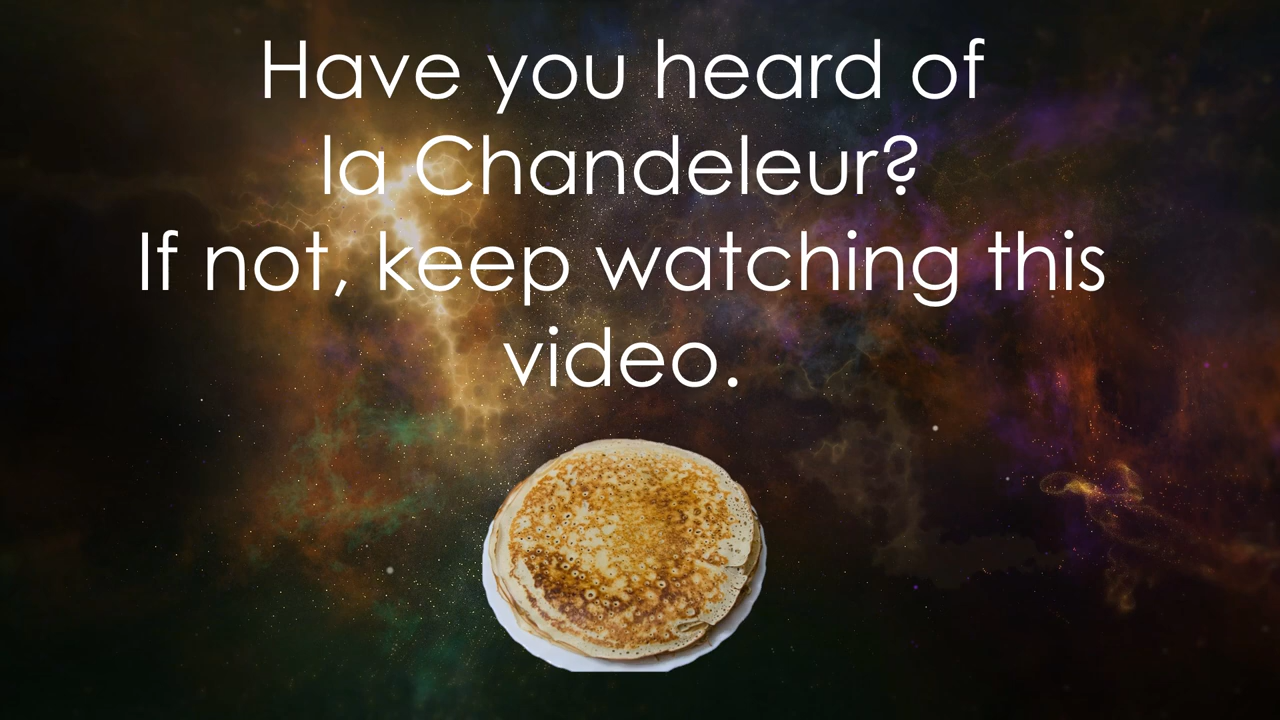 Have you heard of
la Chandeleur?
If not, keep watching this
video.